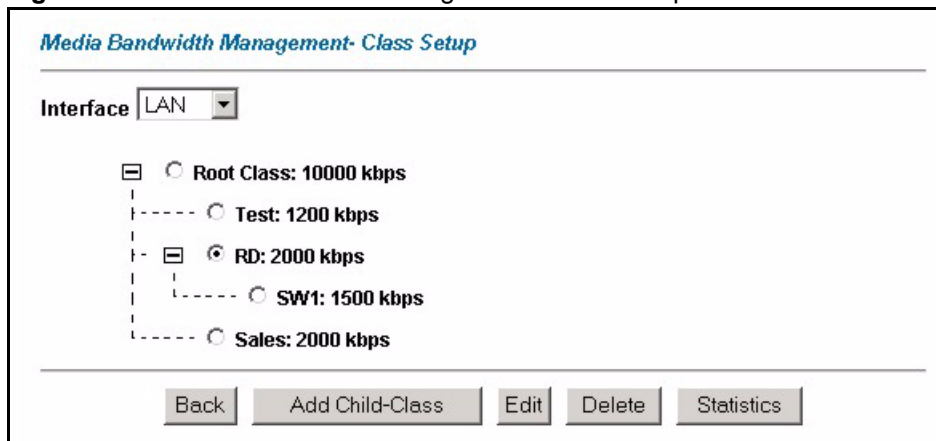 Media Bandwidth Management- Class Setup
Interface LAN
Root Class: 10000 kbps
Test: 1200 kbps
RD: 2000 kbps
SW1: 1500 kbps
Sales: 2000 kbps
Back Add Child-Class Edit Delete Statistics